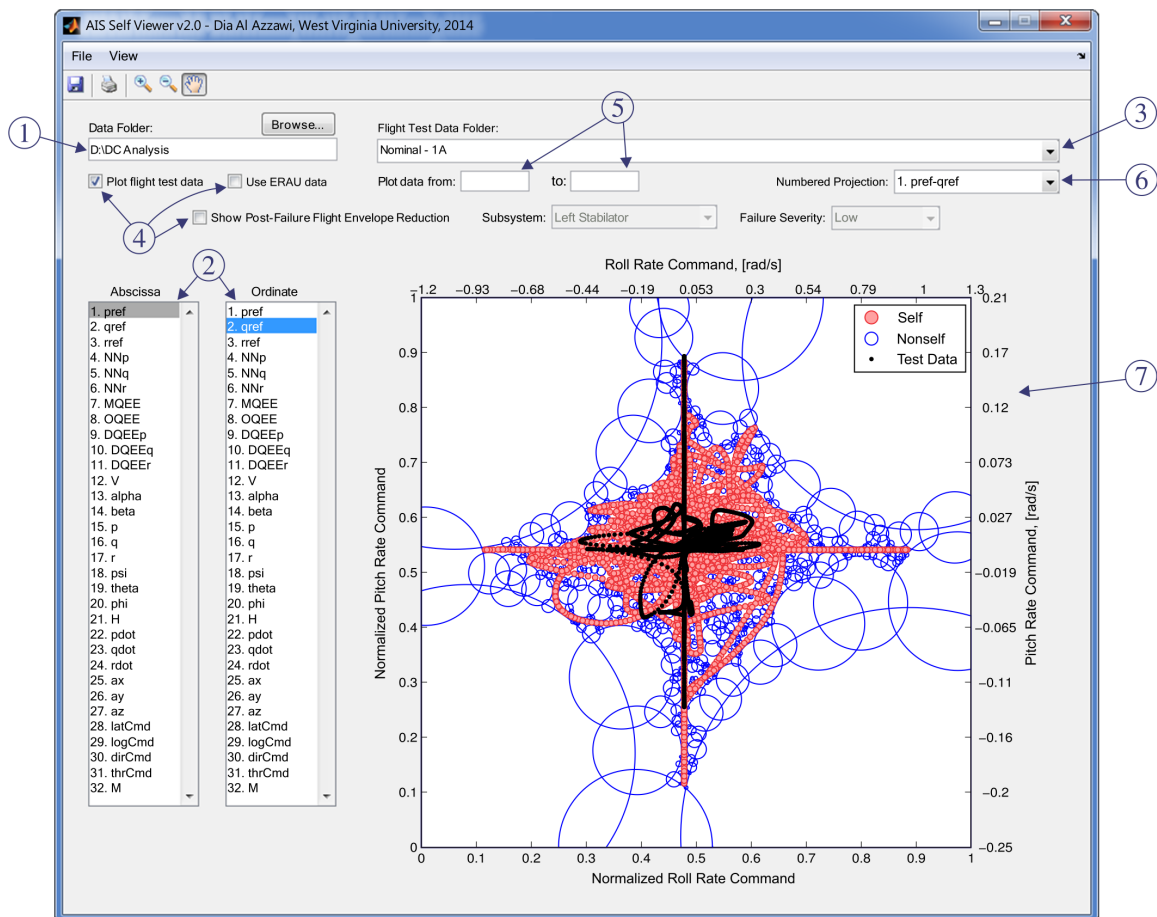 AIS Self Viewer v2.0 - Dia Al Azzawi, West Virginia University, 2014
File View
1
Data Folder:
Browse...
D:\DC Analysis
5
Flight Test Data Folder:
Nominal - 1A
3
Plot flight test data
Use ERAU data
Plot data from:
to:
Numbered Projection:
1. pref-qref
6
4
Show Post-Failure Flight Envelope Reduction
Subsystem:
Left Stabilator
Failure Severity:
Low
2
Abscissa
1. pref
2. qref
3. rref
4. NNp
5. NNq
6. NNr
7. MQEE
8. OQEE
9. DQEEp
10. DQEEq
11. DQEEr
12. V
13. alpha
14. beta
15. p
16. q
17. r
18. psi
19. theta
20. phi
21. H
22. pdot
23. qdot
24. rdot
25. ax
26. ay
27. az
28. latCmd
29. logCmd
30. dirCmd
31. thrCmd
32. M
Ordinate
1. pref
2. qref
3. rref
4. NNp
5. NNq
6. NNr
7. MQEE
8. OQEE
9. DQEEp
10. DQEEq
11. DQEEr
12. V
13. alpha
14. beta
15. p
16. q
17. r
18. psi
19. theta
20. phi
21. H
22. pdot
23. qdot
24. rdot
25. ax
26. ay
27. az
28. latCmd
29. logCmd
30. dirCmd
31. thrCmd
32. M
Roll Rate Command, [rad/s]
−1.2 −0.93 −0.68 −0.44 −0.19 0.053 0.3 0.54 0.79 1 1.3
Self
Nonself
Test Data
7
Normalized Pitch Rate Command
1
0.9
0.8
0.7
0.6
0.5
0.4
0.3
0.2
0.1
0
0.21
0.17
0.12
0.073
0.027
−0.019
−0.065
−0.11
−0.16
−0.2
−0.25
Pitch Rate Command, [rad/s]
0 0.1 0.2 0.3 0.4 0.5 0.6 0.7 0.8 0.9 1
Normalized Roll Rate Command